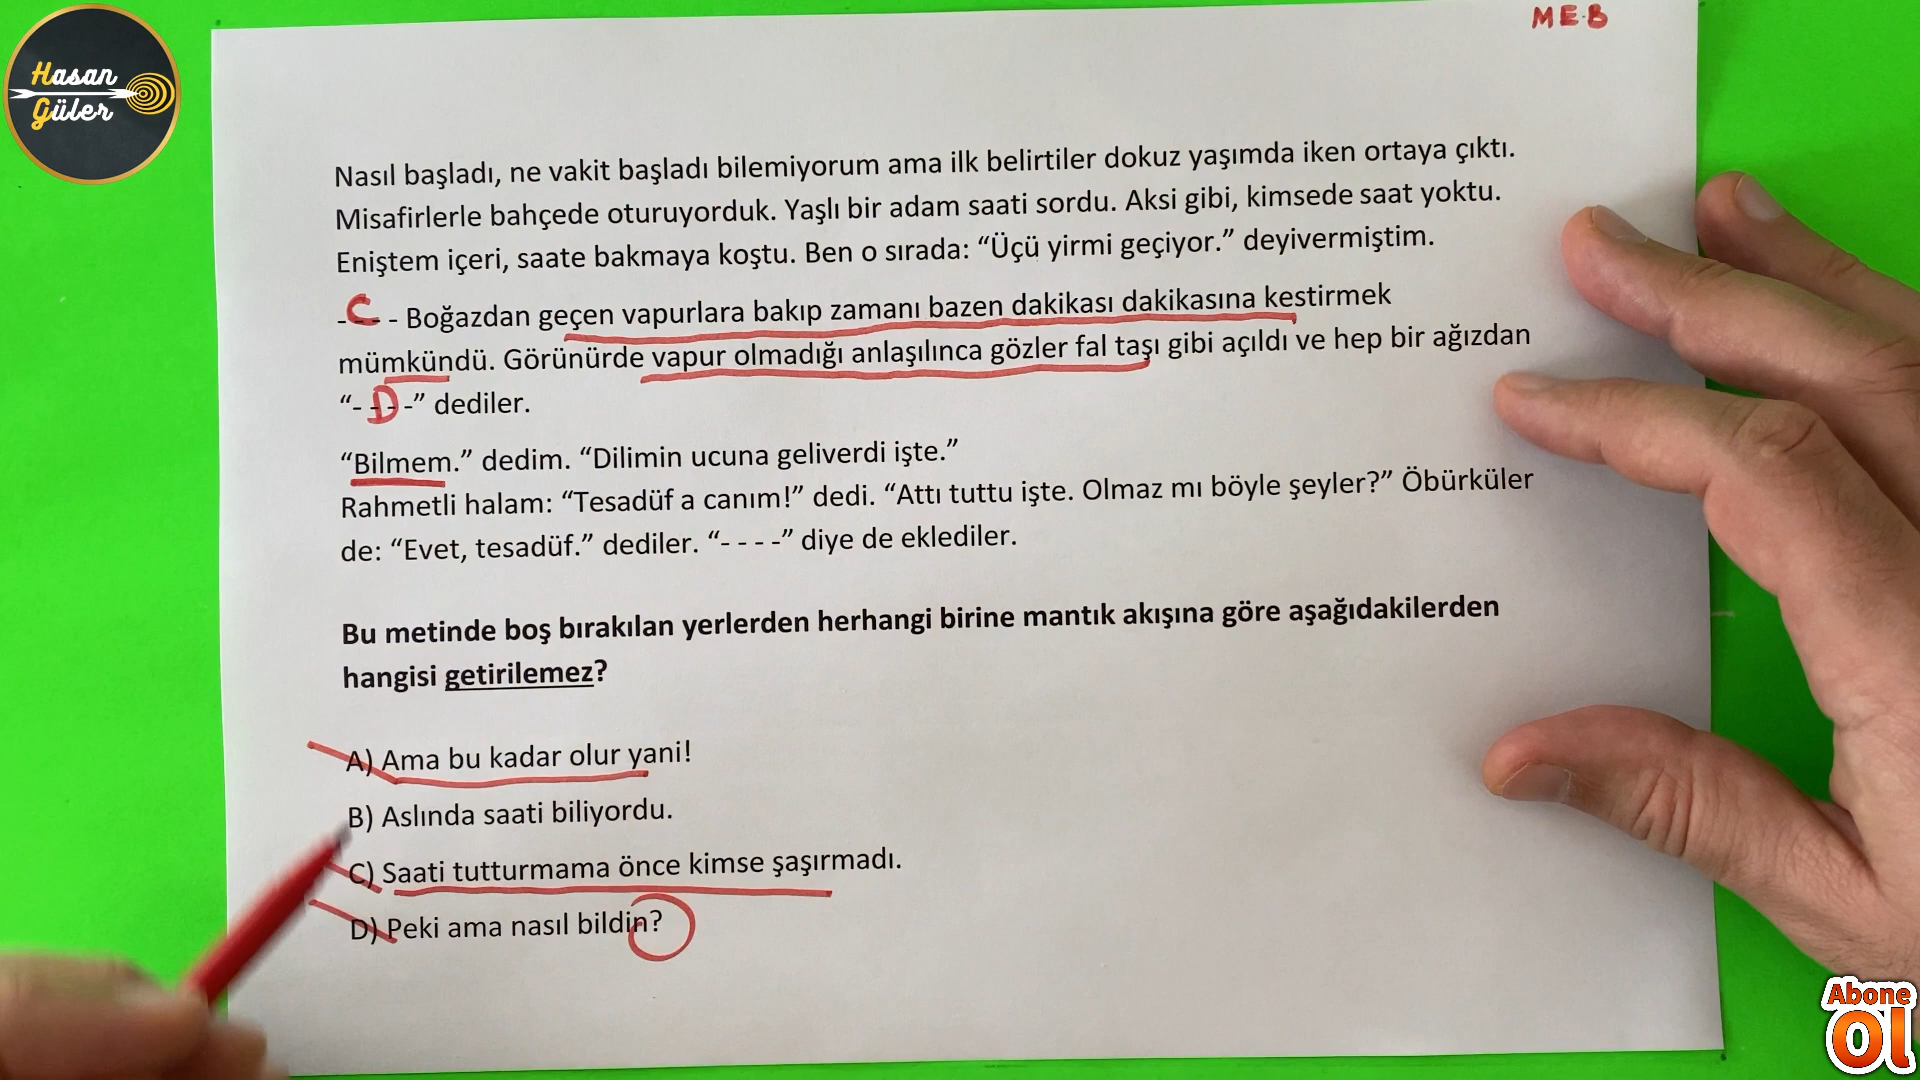 Hasan
Güler
MEB
Nasıl başladı, ne vakit başladı bilemiyorum ama ilk belirtiler dokuz yaşımda iken ortaya çıktı.
Misafirlerle bahçede oturuyorduk. Yaşlı bir adam saati sordu. Aksi gibi, kimsede saat yoktu.
Eniştem içeri, saate bakmaya koştu. Ben o sırada: “Üçü yirmi geçiyor.” deyivermiştim.
- C - - Boğazdan geçen vapurlara bakıp zamanı bazen dakikası dakikasına kestirmek
mümkündü. Görünürde vapur olmadığı anlaşılınca gözler fal taşı gibi açıldı ve hep bir ağızdan
“- D - -” dediler.
“Bilmem.” dedim. “Dilimin ucuna geliverdi işte.”
Rahmetli halam: “Tesadüf a canım!” dedi. “Attı tuttu işte. Olmaz mı böyle şeyler?” Öbürküler
de: “Evet, tesadüf.” dediler. “- - - -” diye de eklediler.
Bu metinde boş bırakılan yerlerden herhangi birine mantık akışına göre aşağıdakilerden
hangisi getirilemez?
A) Ama bu kadar olur yani!
B) Aslında saati biliyordu.
C) Saati tutturmama önce kimse şaşırmadı.
D) Peki ama nasıl bildin?
Abone
Ol